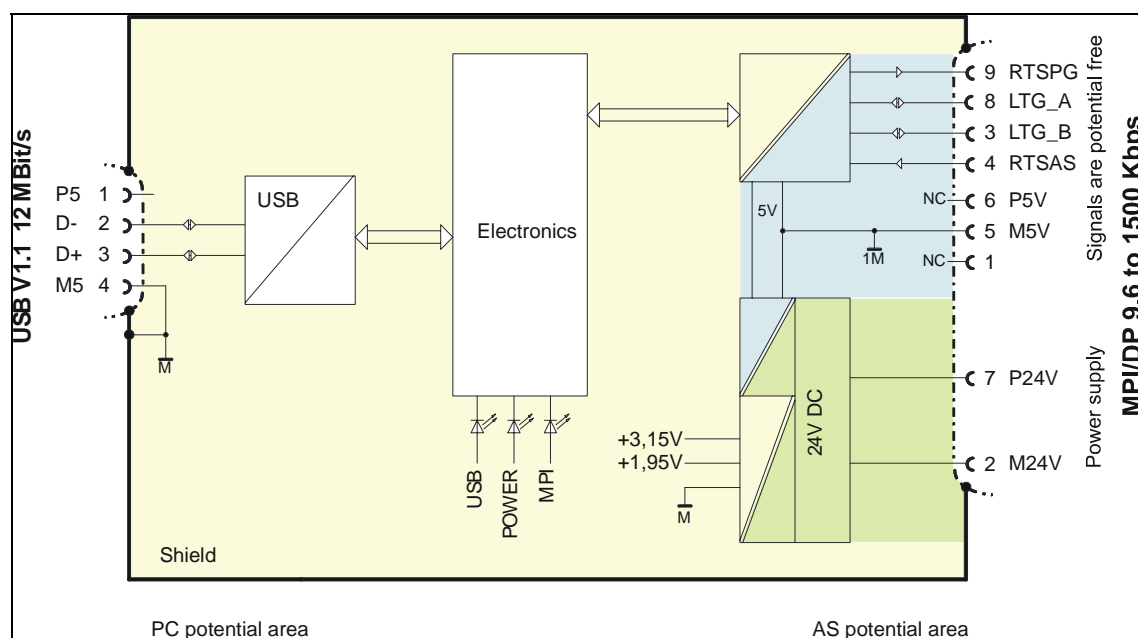 USB V1.1 12 MBit/s
P5 1
D- 2
D+ 3
M5 4
M
USB
Electronics
USB
POWER
MPI
+3,15V
+1,95V
M
5V
1M
24V DC
NC
NC
9 RTSPG
8 LTG_A
3 LTG_B
4 RTSAS
6 P5V
5 M5V
1
7 P24V
2 M24V
Signals are potential free
Power supply
MPI/DP 9,6 to 1500 Kbps
Shield
PC potential area
AS potential area